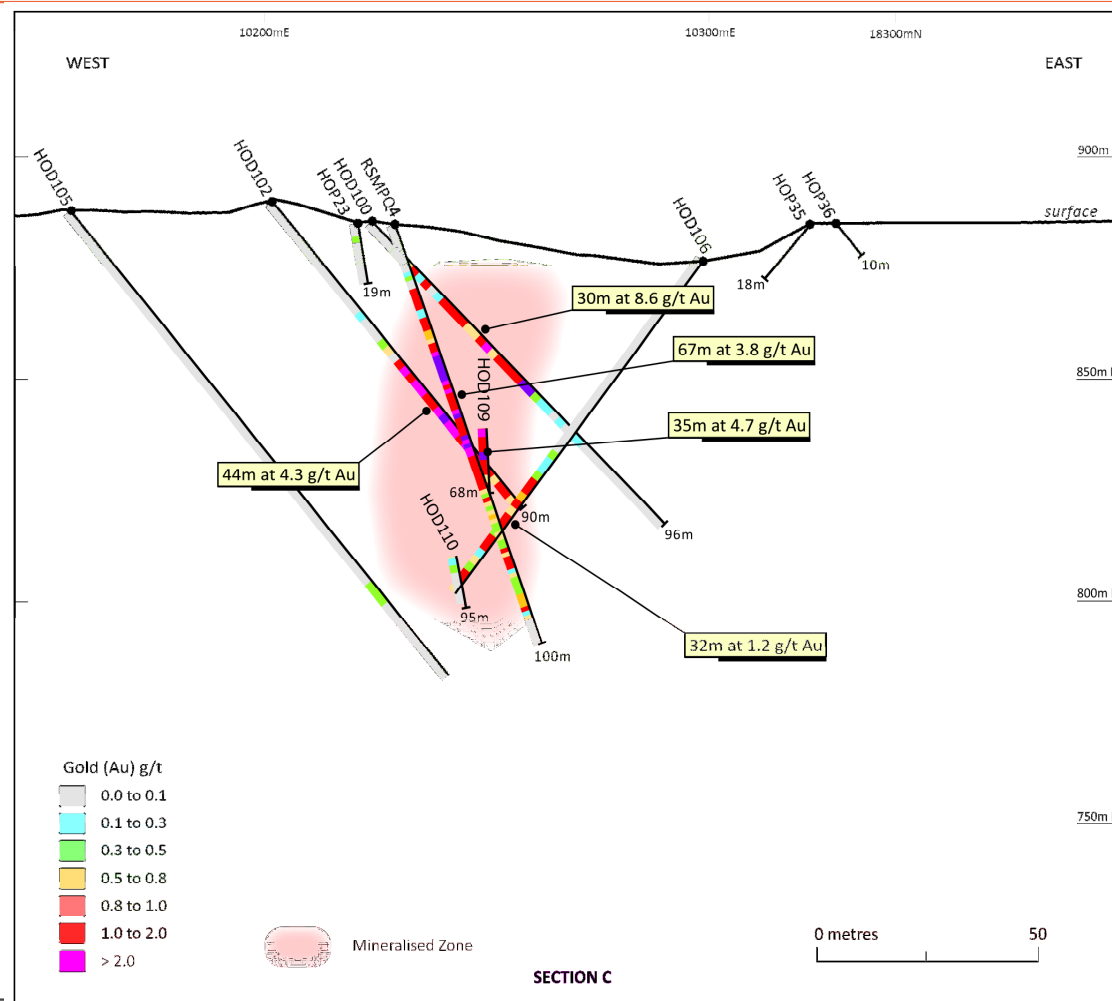 10200mE
10300mE
18300mN
WEST
EAST
900m
HOD105
HOD102
HOP23
HOD100
RSMPQ4
HOD106
HOP35
HOP36
surface
19m
18m
10m
30m at 8.6 g/t Au
67m at 3.8 g/t Au
850m
HOD109
35m at 4.7 g/t Au
44m at 4.3 g/t Au
68m
90m
96m
HOD110
800m
95m
32m at 1.2 g/t Au
100m
Gold (Au) g/t
0.0 to 0.1
0.1 to 0.3
0.3 to 0.5
0.5 to 0.8
0.8 to 1.0
1.0 to 2.0
> 2.0
750m
Mineralised Zone
0 metres 50
SECTION C